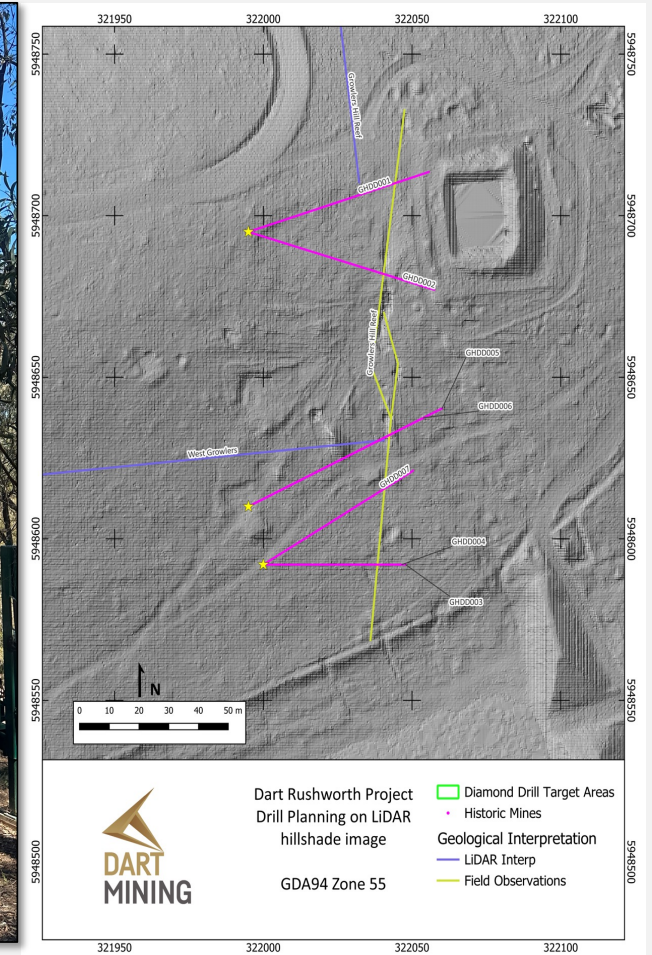 321950 322000 322050 322100
5948750 5948750
Growlers Hill Reef
GHDD001
5948700 5948700
GHDD002
Growlers Hill Reef
GHDD005
5948650 5948650
GHDD006
West Growlers
GHDD007
5948600 5948600
GHDD004
GHDD003
N
0 10 20 30 40 50 m
5948550 5948550
Dart Rushworth Project
Drill Planning on LiDAR
hillshade image
GDA94 Zone 55
DART
MINING
Diamond Drill Target Areas
Historic Mines
Geological Interpretation
LiDAR Interp
Field Observations
5948500 5948500
321950 322000 322050 322100